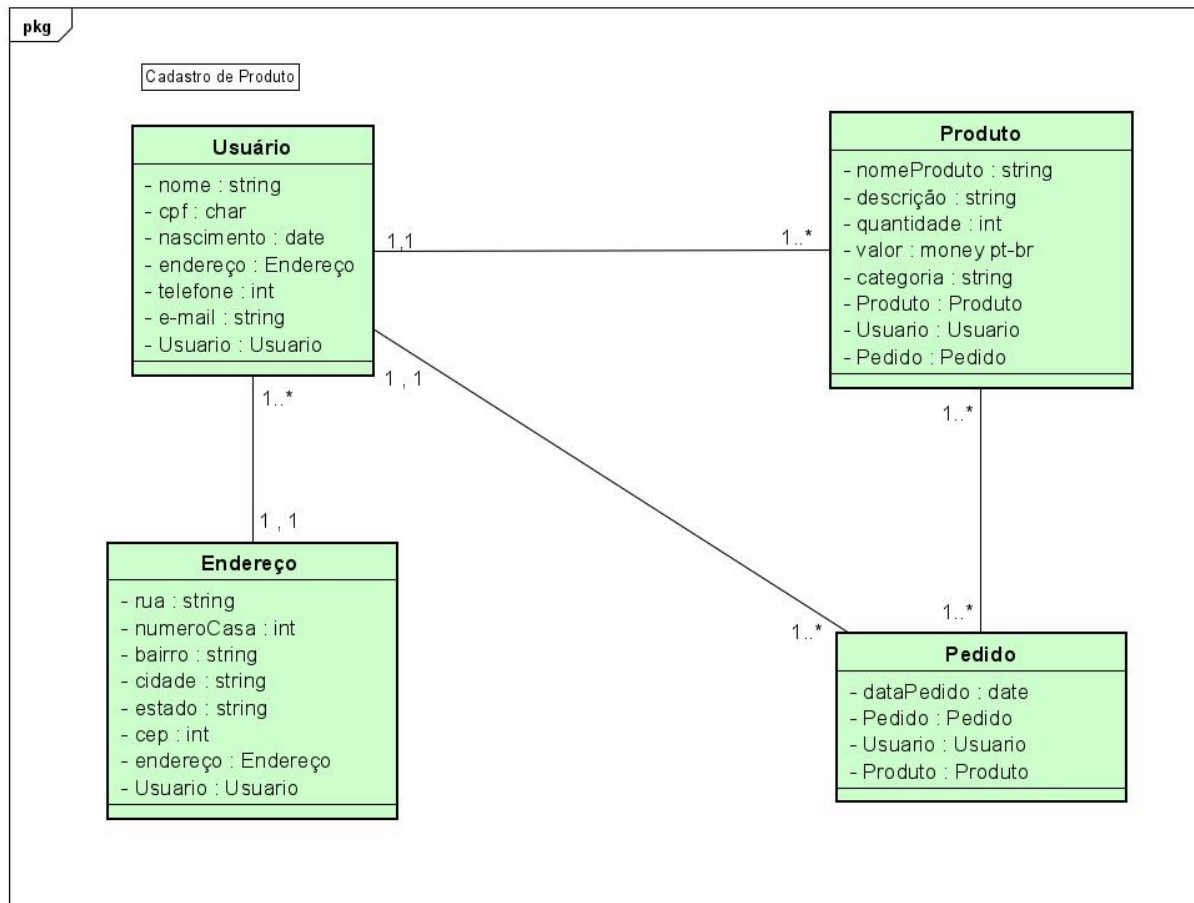 pkg
Cadastro de Produto
Usuário
- nome : string
- cpf : char
- nascimento : date
- endereço : Endereço
- telefone : int
- e-mail : string
- Usuario : Usuario
Produto
- nomeProduto : string
- descrição : string
- quantidade : int
- valor : money pt-br
- categoria : string
- Produto : Produto
- Usuario : Usuario
- Pedido : Pedido
1,1
1..*
1 , 1
1..*
1..*
1 , 1
1..*
1..*
Endereço
- rua : string
- numeroCasa : int
- bairro : string
- cidade : string
- estado : string
- cep : int
- endereço : Endereço
- Usuario : Usuario
Pedido
- dataPedido : date
- Pedido : Pedido
- Usuario : Usuario
- Produto : Produto